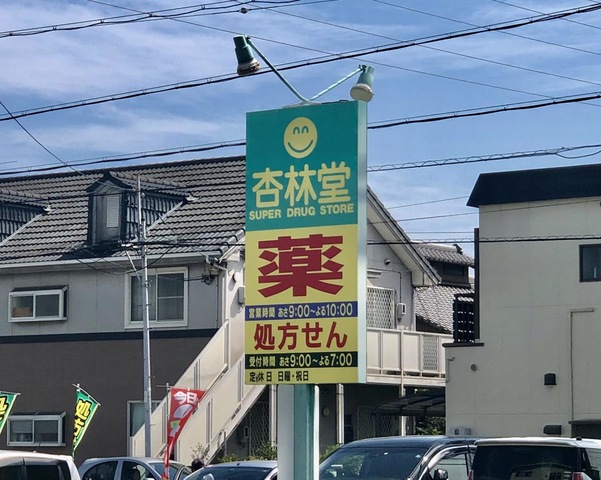 杏林堂
SUPER DRUG STORE
薬
営業時間 あさ9:00〜よる10:00
処方せん
受付時間 あさ9:00〜よる7:00
定休日 日曜・祝日
今